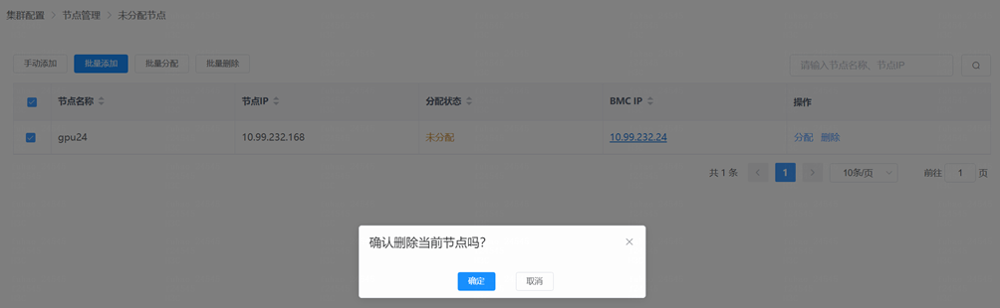 集群配置 > 节点管理 > 未分配节点
手动添加 批量添加 批量分配 批量删除 请输入节点名称、节点IP
节点名称 节点IP 分配状态 BMC IP 操作
gpu24 10.99.232.168 未分配 10.99.232.24 分配 删除
共 1 条 < 1 > 10条/页 前往 1 页
确认删除当前节点吗？
确定 取消